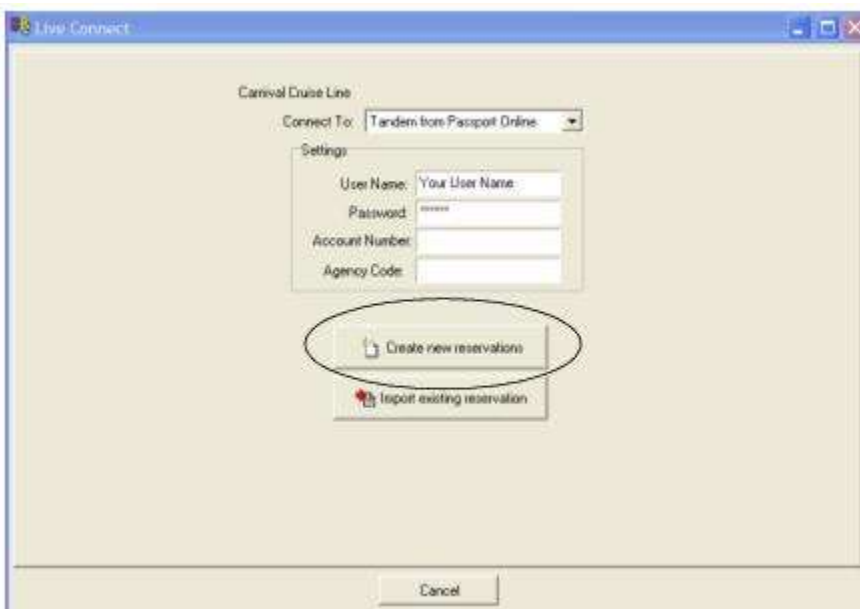 Live Connect
Carnival Cruise Line
Connect To: Tandem from Passport Online
Settings
User Name: Your User Name
Password: ******
Account Number:
Agency Code:
Create new reservations
Import existing reservation
Cancel